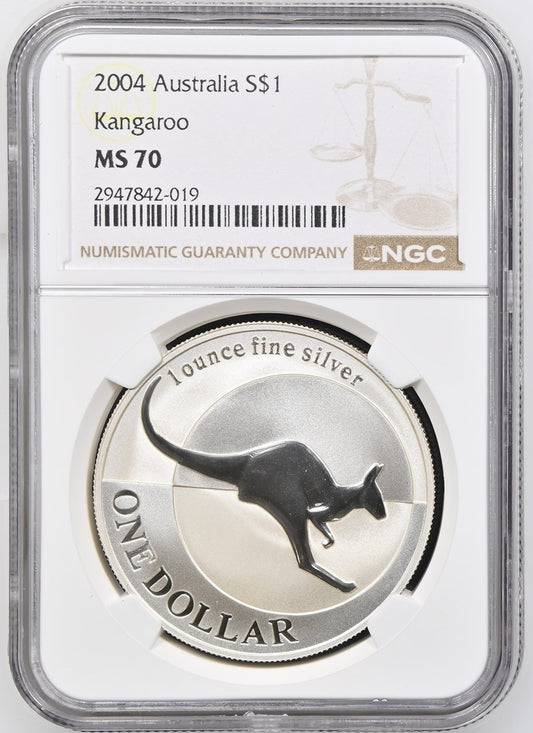 2004 Australia S$1
Kangaroo
MS 70
2947842-019
NUMISMATIC GUARANTY COMPANY
NGC
1 ounce fine silver
ONE DOLLAR